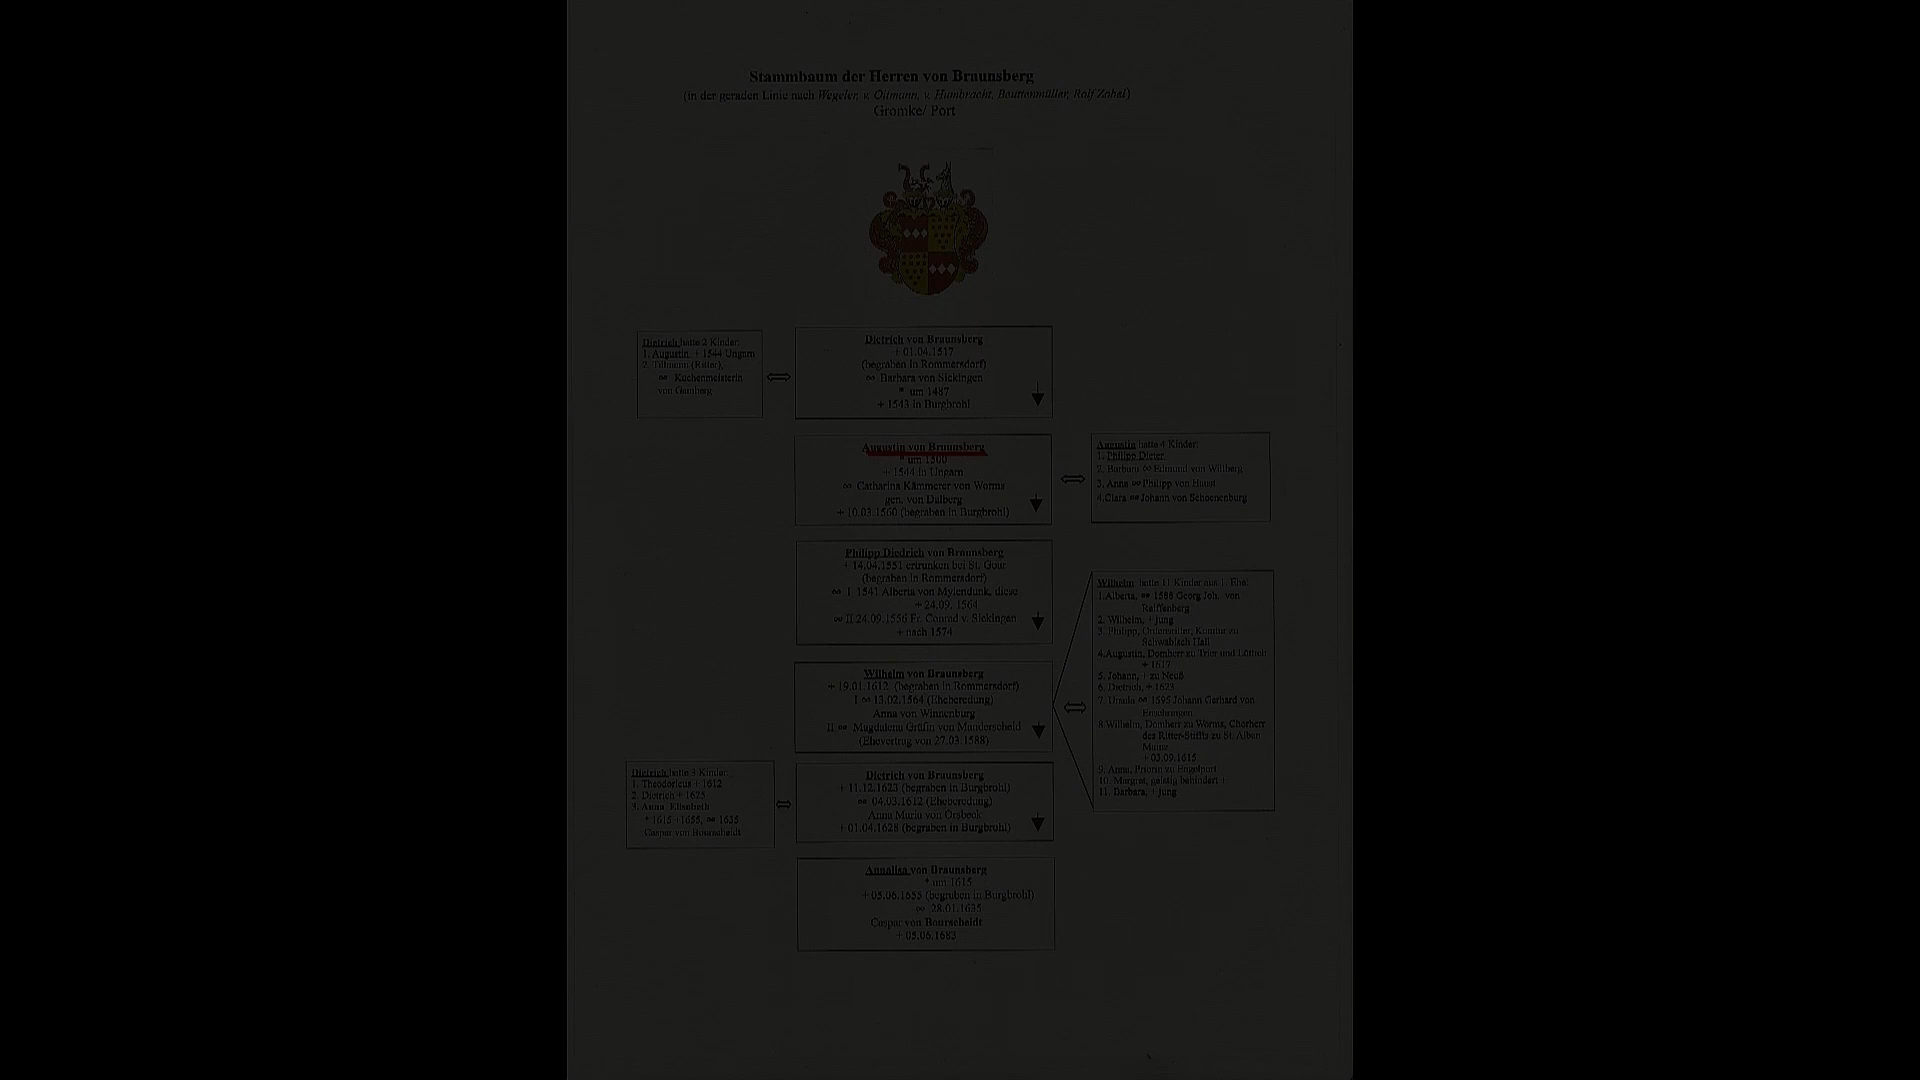 Stammbaum der Herren von Braunsberg
(in der geraden Linie nach Wegeler, v. Oitmann, v. Humbracht, Bouttenmüller, Rolf Zobel)
Gromke/ Port
Dietrich hatte 2 Kinder:
1. Augustin + 1544 Ungarn
2. Tillmann (Ritter),
∞ Küchenmeisterin
von Gamberg
Dietrich von Braunsberg
+ 01.04.1517
(begraben in Rommersdorf)
∞ Barbara von Sickingen
* um 1487
+ 1543 in Burgbrohl
Augustin von Braunsberg
* um 1500
+ 1544 in Ungarn
∞ Catharina Kämmerer von Worms
gen. von Dalberg
+ 10.03.1560 (begraben in Burgbrohl)
Augustin hatte 4 Kinder:
1. Philipp Dieter
2. Barbara ∞ Edmund von Wiltberg
3. Anna ∞ Philipp von Haust
4.Clara ∞ Johann von Schoenenburg
Philipp Diedrich von Braunsberg
+ 14.04.1551 ertrunken bei St. Goar
(begraben in Rommersdorf)
∞ I 1541 Alberta von Mylendunk, diese
+ 24.09. 1564
∞ II 24.09.1556 Fr. Conrad v. Sickingen
+ nach 1574
Wilhelm von Braunsberg
+ 19.01.1612 (begraben in Rommersdorf)
I ∞ 13.02.1564 (Eheberedung)
Anna von Winnenburg
II ∞ Magdalena Gräfin von Manderscheid
(Ehevertrag von 27.03.1588)
Wilhelm hatte 11 Kinder aus 1. Ehe:
1.Alberta, ∞ 1588 Georg Joh. von
Reiffenberg
2. Wilhelm, + jung
3. Philipp, Ordensritter, Komtur zu
Schwäbisch Hall
4.Augustin, Domherr zu Trier und Lüttich
+ 1617
5. Johann, + zu Neuß
6. Dietrich, + 1623
7. Ursula ∞ 1595 Johann Gerhard von
8.Wilhelm, Domherr zu Worms, Chorherr
des Ritter-Stifts zu St. Alban
Mainz
+ 03.09.1615
9. Anna, Priorin zu Engelport
10. Margret, geistig behindert +
11. Barbara, + jung
Dietrich hatte 3 Kinder:
1. Theodoricus + 1612
2. Dietrich + 1625
3. Anna Elisabeth
* 1615 +1655, ∞ 1635
Caspar von Bourscheidt
Dietrich von Braunsberg
+ 11.12.1623 (begraben in Burgbrohl)
∞ 04.03.1612 (Eheberedung)
Anna Maria von Orsbeck
+ 01.04.1628 (begraben in Burgbrohl)
Annalisa von Braunsberg
* um 1615
+ 05.06.1655 (begraben in Burgbrohl)
∞ 28.01.1635
Caspar von Bourscheidt
+ 05.06.1683